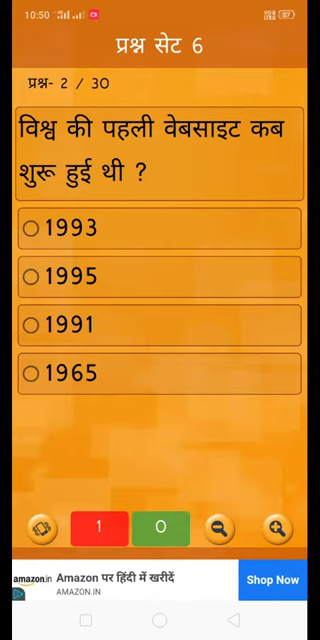 10:50
प्रश्न सेट 6
प्रश्न- 2 / 30
विश्व की पहली वेबसाइट कब
शुरू हुई थी ?
1993
1995
1991
1965
1 0
amazon.in Amazon पर हिंदी में खरीदें
AMAZON.IN
Shop Now